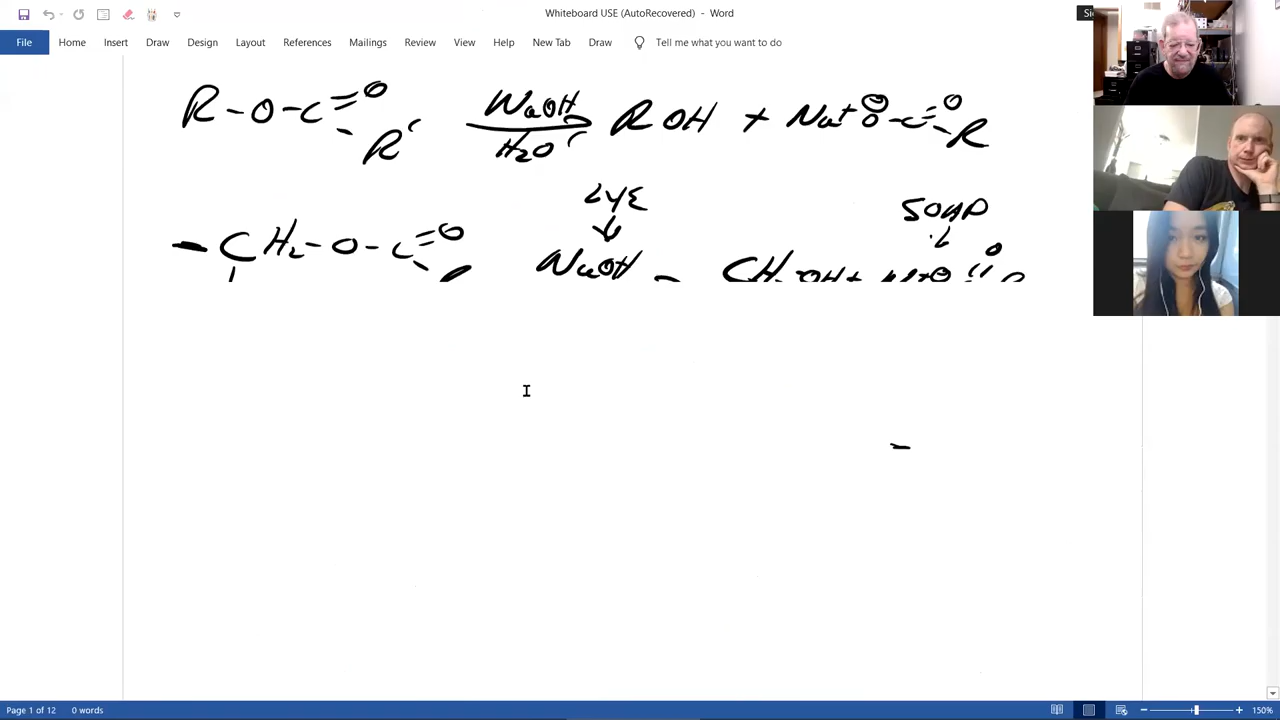 Whiteboard USE (AutoRecovered) - Word
File Home Insert Draw Design Layout References Mailings Review View Help New Tab Draw Tell me what you want to do
R-O-C=O -R' NaOH H2O ROH + Na+ ⊖O-C=O -R
LYE SOAP
-CH2-O-C=O NaOH CH2OH+
Page 1 of 12 0 words 150%